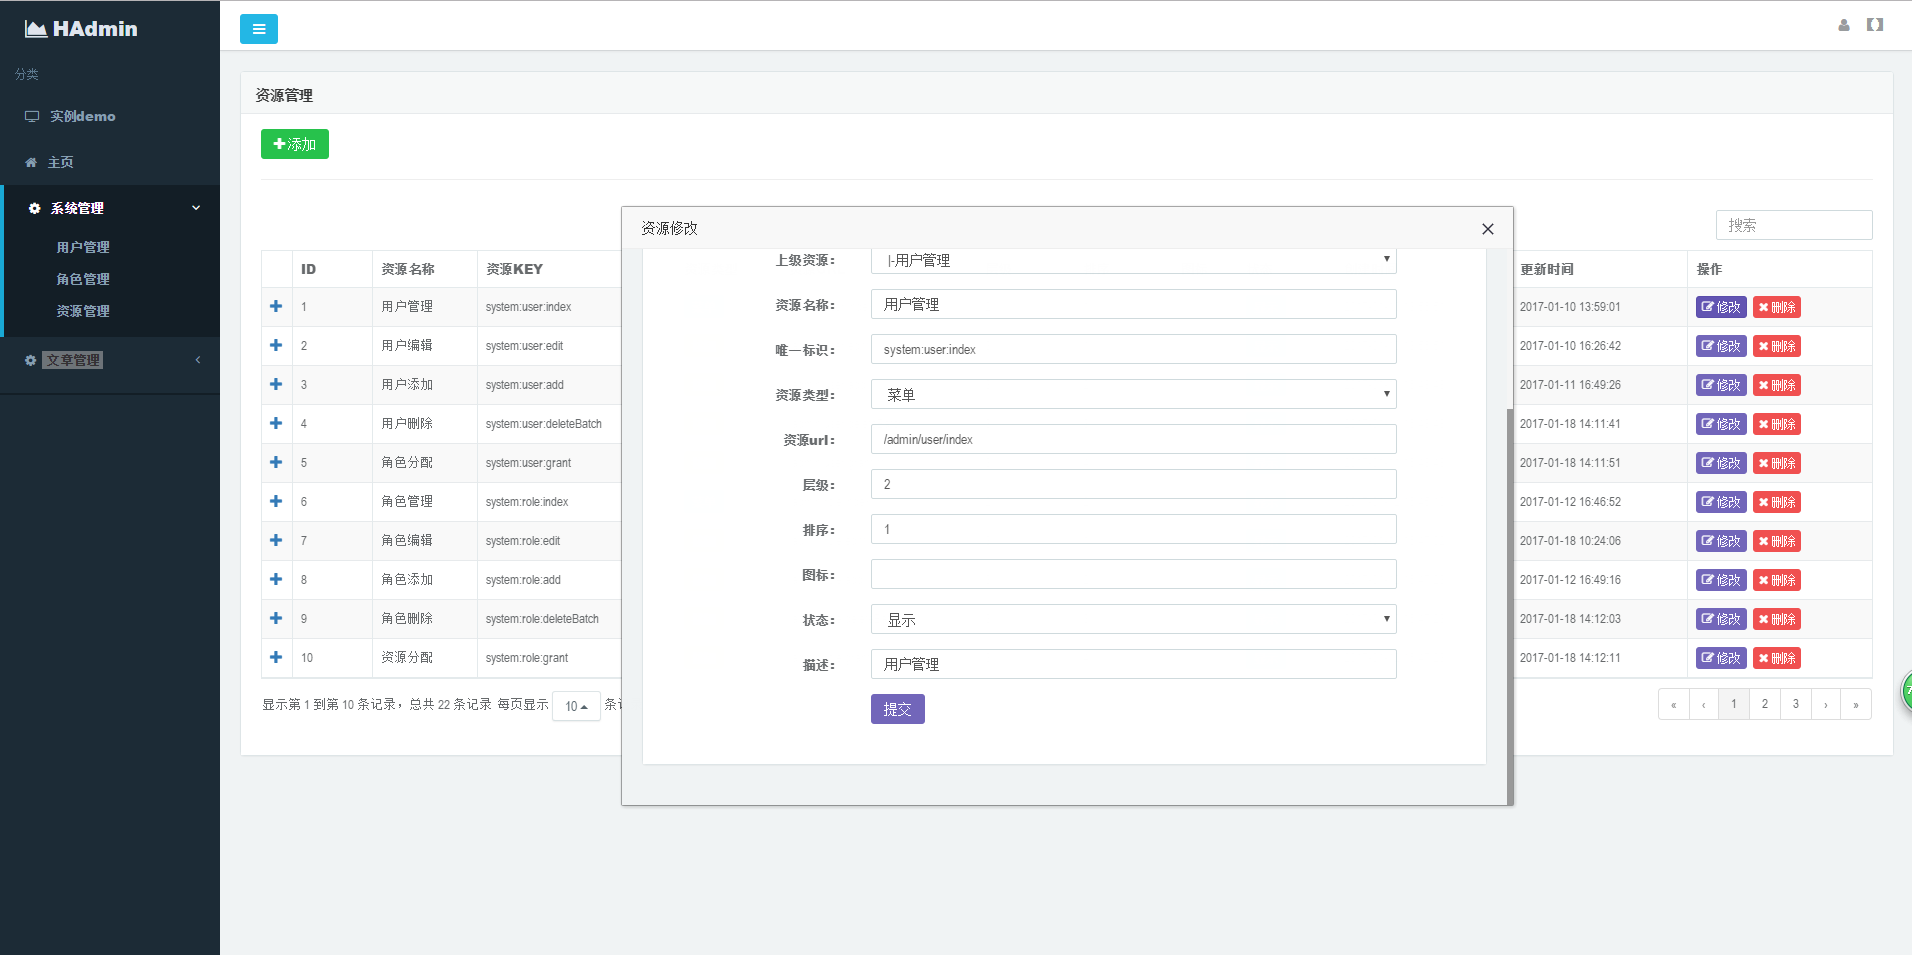 HAdmin
分类
实例demo
主页
系统管理
用户管理
角色管理
资源管理
文章管理
资源管理
添加
搜索
ID 资源名称 资源KEY 更新时间 操作
1 用户管理 system:user:index 2017-01-10 13:59:01 修改 删除
2 用户编辑 system:user:edit 2017-01-10 16:26:42 修改 删除
3 用户添加 system:user:add 2017-01-11 16:49:26 修改 删除
4 用户删除 system:user:deleteBatch 2017-01-18 14:11:41 修改 删除
5 角色分配 system:user:grant 2017-01-18 14:11:51 修改 删除
6 角色管理 system:role:index 2017-01-12 16:46:52 修改 删除
7 角色编辑 system:role:edit 2017-01-18 10:24:06 修改 删除
8 角色添加 system:role:add 2017-01-12 16:49:16 修改 删除
9 角色删除 system:role:deleteBatch 2017-01-18 14:12:03 修改 删除
10 资源分配 system:role:grant 2017-01-18 14:12:11 修改 删除
显示第 1 到第 10 条记录，总共 22 条记录 每页显示 10 条
« ‹ 1 2 3 › »
资源修改
上级资源： |-用户管理
资源名称： 用户管理
唯一标识： system:user:index
资源类型： 菜单
资源url： /admin/user/index
层级： 2
排序： 1
图标：
状态： 显示
描述： 用户管理
提交